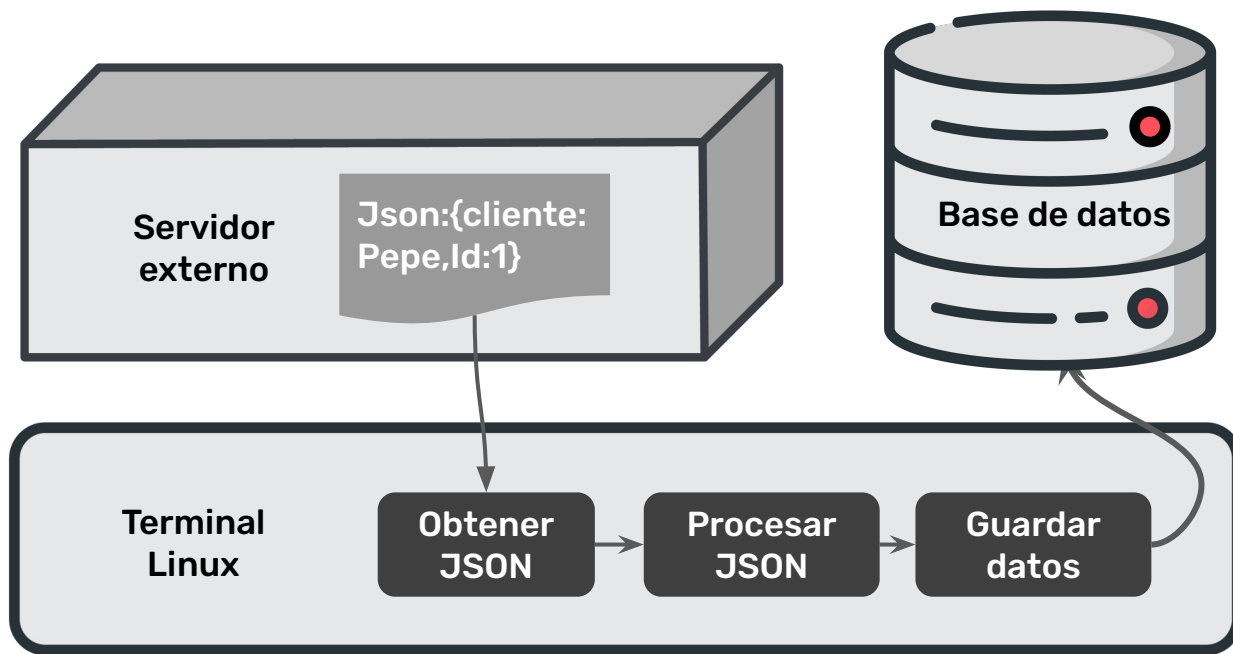 Servidor
externo
Json:{cliente:
Pepe,Id:1}
Base de datos
Terminal
Linux
Obtener
JSON
Procesar
JSON
Guardar
datos